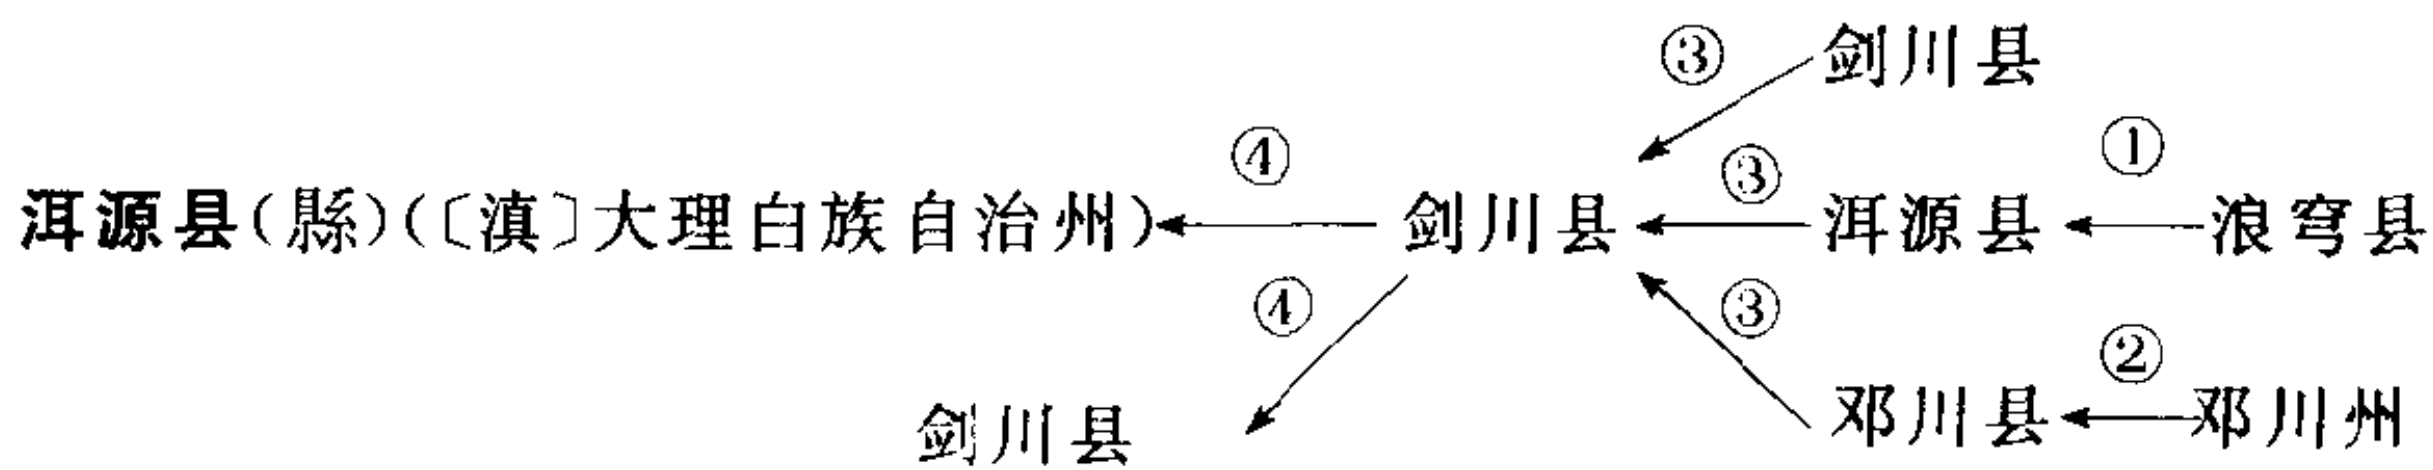 ③ 剑川县
④ ③ ①
洱源县(縣)(〔滇〕大理白族自治州) 剑川县 洱源县 浪穹县
④ ③ ②
剑川县 邓川县 邓川州